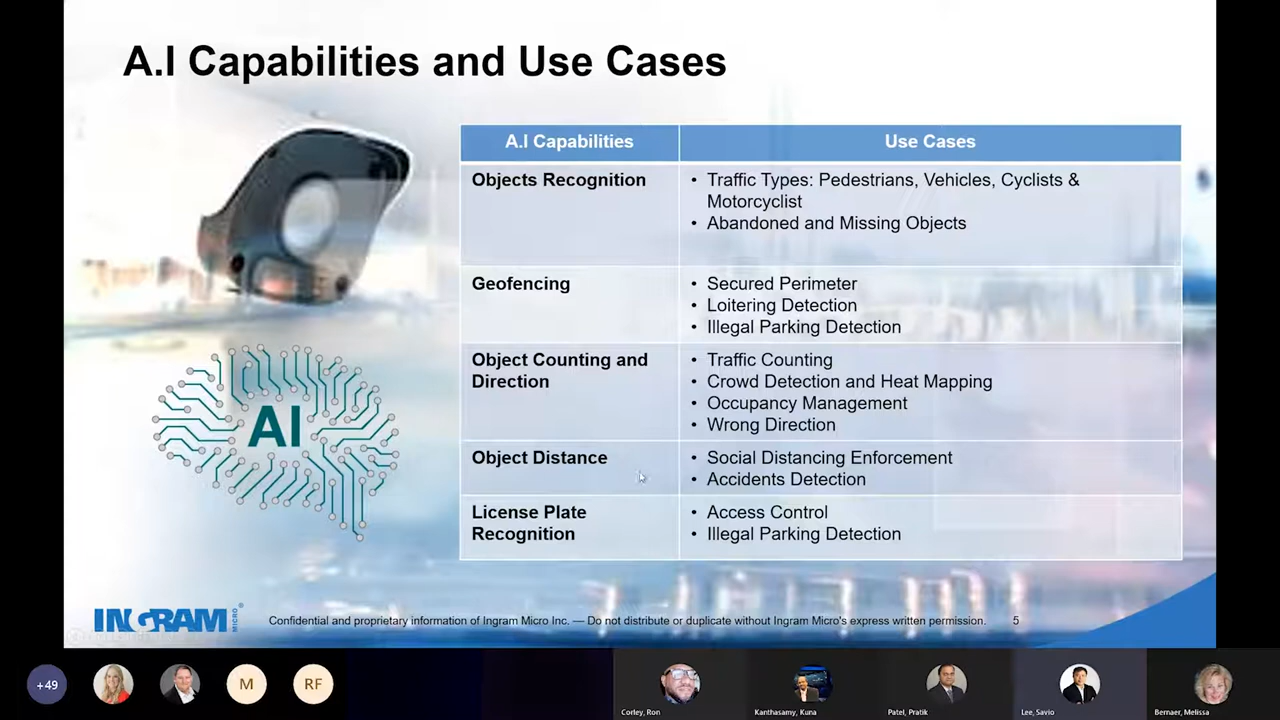 A.I Capabilities and Use Cases
A.I Capabilities
Use Cases
Objects Recognition
• Traffic Types: Pedestrians, Vehicles, Cyclists &
Motorcyclist
• Abandoned and Missing Objects
Geofencing
• Secured Perimeter
• Loitering Detection
• Illegal Parking Detection
Object Counting and
Direction
• Traffic Counting
• Crowd Detection and Heat Mapping
• Occupancy Management
• Wrong Direction
Object Distance
• Social Distancing Enforcement
• Accidents Detection
License Plate
Recognition
• Access Control
• Illegal Parking Detection
AI
INGRAM MICRO®
Confidential and proprietary information of Ingram Micro Inc. — Do not distribute or duplicate without Ingram Micro's express written permission.
5
+49
M
RF
Corley, Ron
Kanthasamy, Kuna
Patel, Pratik
Lee, Savio
Bernaer, Melissa